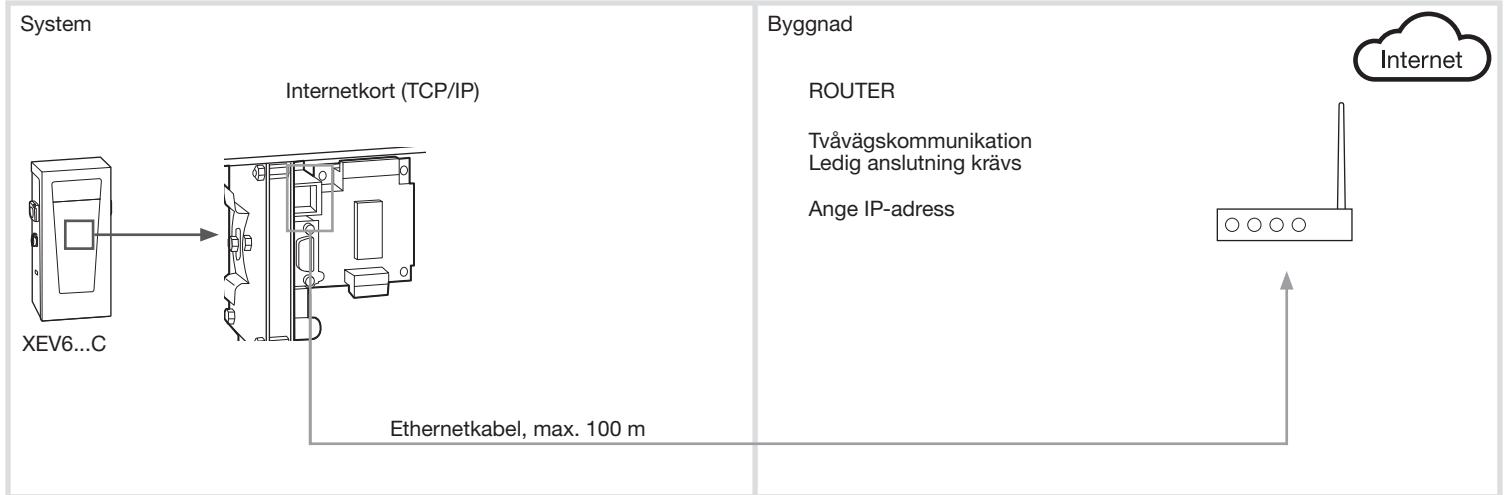 System
Internetkort (TCP/IP)
XEV6...C
Ethernetkabel, max. 100 m
Byggnad
Internet
ROUTER
Tvåvägskommunikation
Ledig anslutning krävs
Ange IP-adress